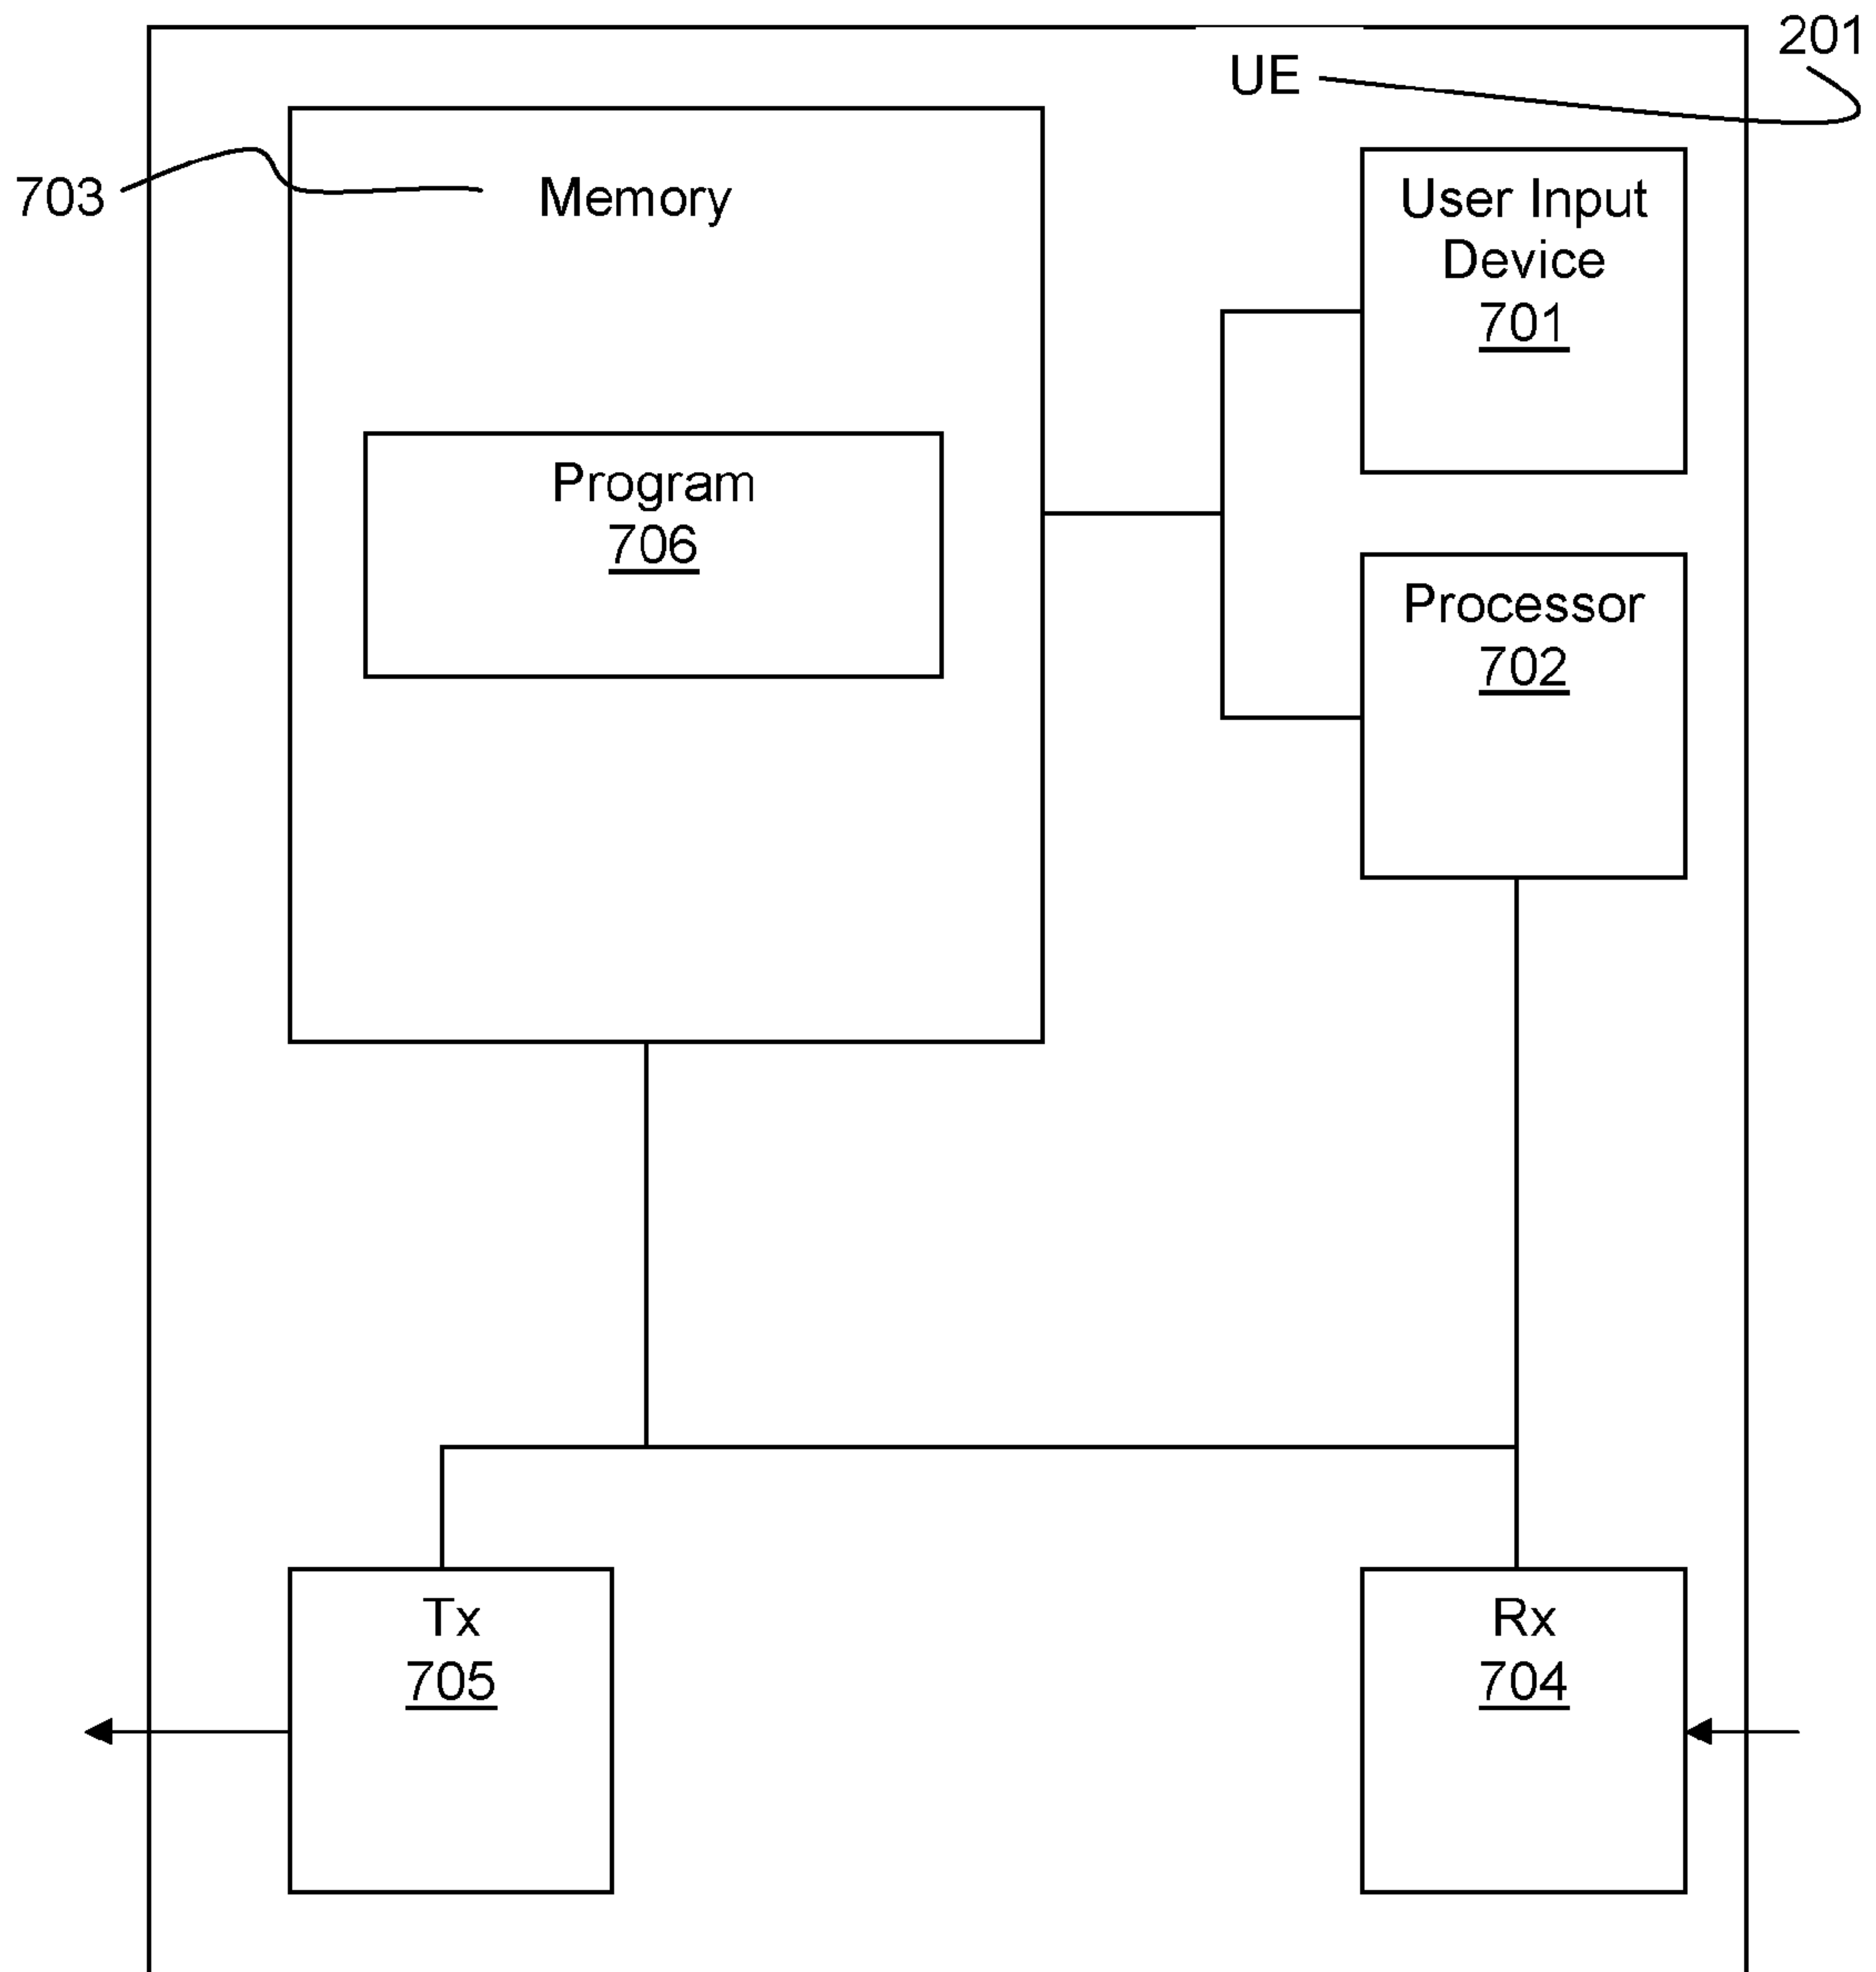 201
UE
703
Memory
User Input
Device
701
Program
706
Processor
702
Tx
705
Rx
704